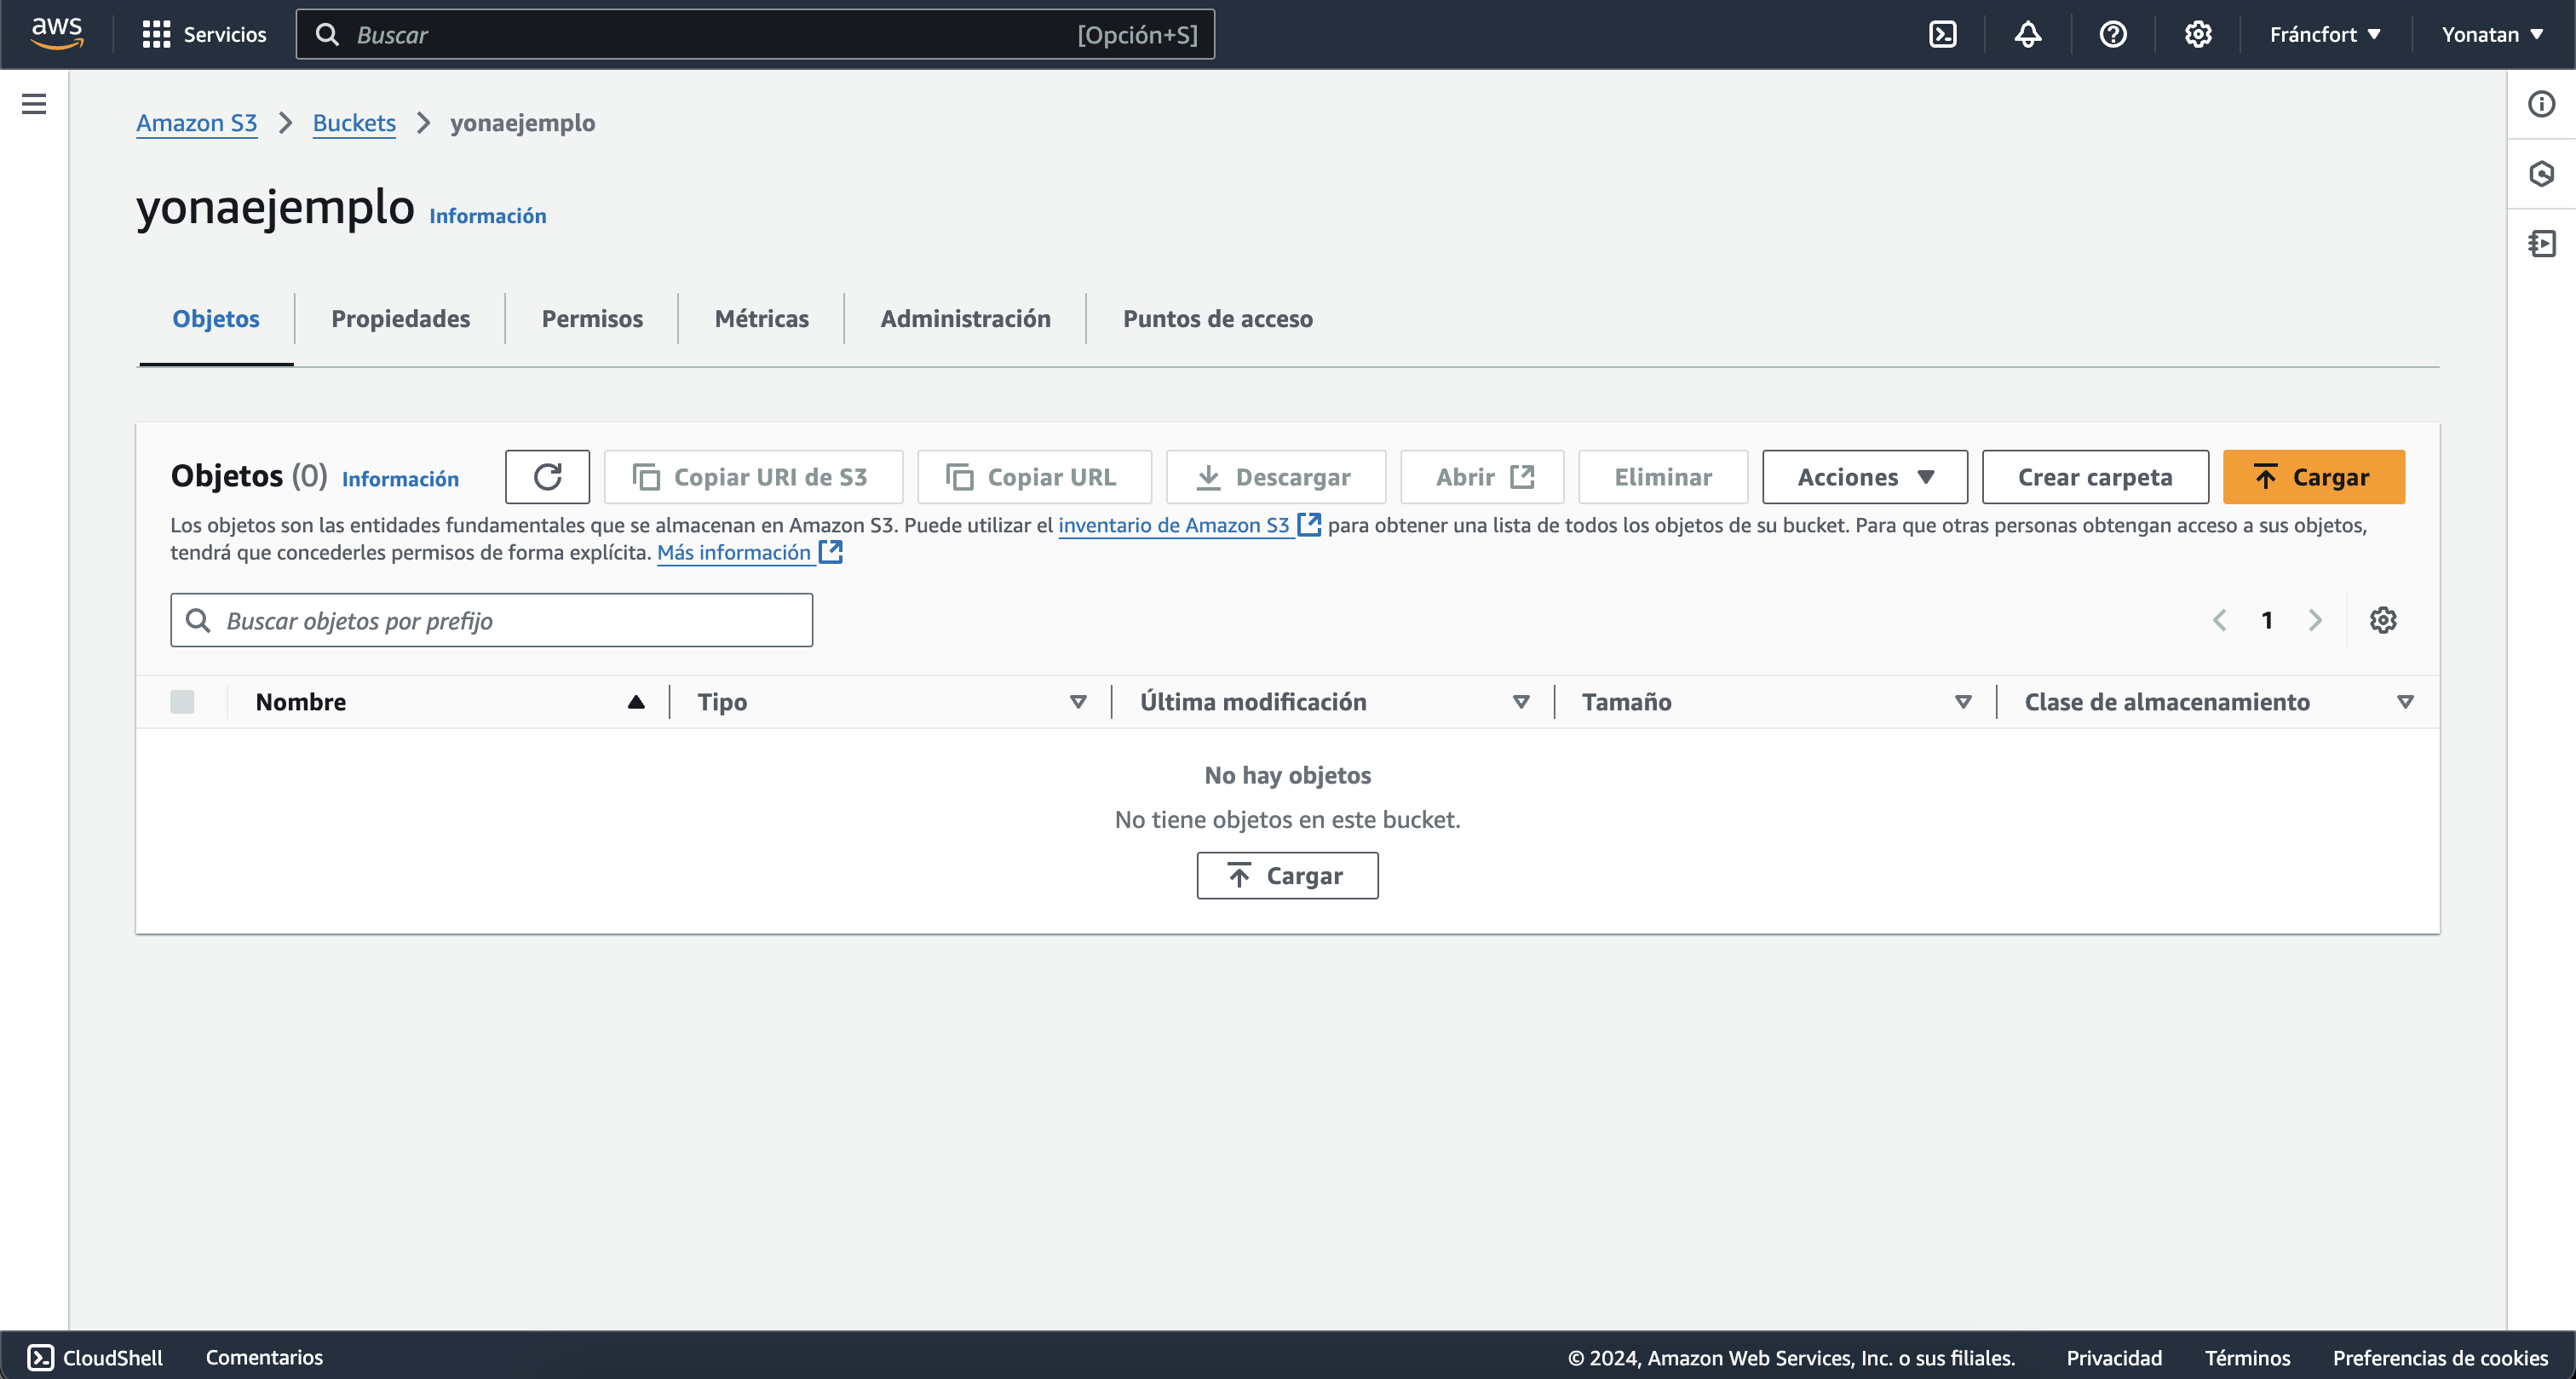 aws Servicios Buscar [Opción+S] Fráncfort Yonatan
Amazon S3 Buckets yonaejemplo
yonaejemplo Información
Objetos Propiedades Permisos Métricas Administración Puntos de acceso
Objetos (0) Información Copiar URI de S3 Copiar URL Descargar Abrir Eliminar Acciones Crear carpeta Cargar
Los objetos son las entidades fundamentales que se almacenan en Amazon S3. Puede utilizar el inventario de Amazon S3 para obtener una lista de todos los objetos de su bucket. Para que otras personas obtengan acceso a sus objetos,
tendrá que concederles permisos de forma explícita. Más información
Buscar objetos por prefijo 1
Nombre Tipo Última modificación Tamaño Clase de almacenamiento
No hay objetos
No tiene objetos en este bucket.
Cargar
CloudShell Comentarios © 2024, Amazon Web Services, Inc. o sus filiales. Privacidad Términos Preferencias de cookies